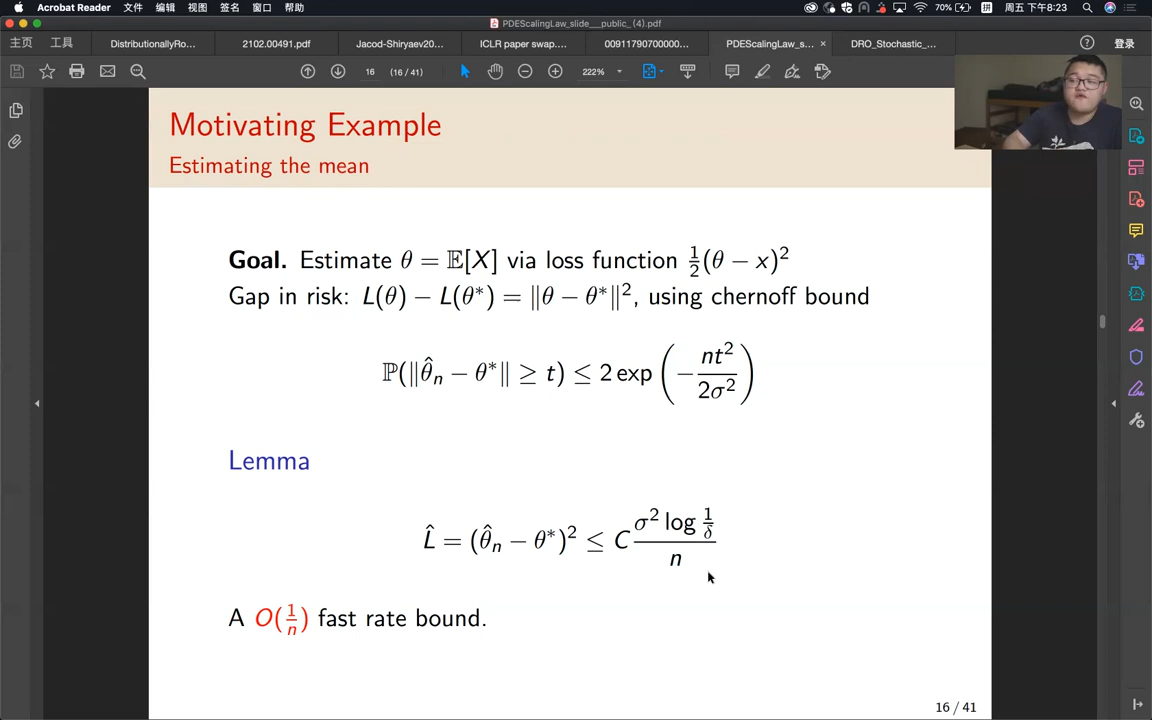 Acrobat Reader 文件 编辑 视图 签名 窗口 帮助 70% 拼 周五 下午8:23
PDEScalingLaw_slide___public_ (4).pdf
主页 工具 DistributionallyRo... 2102.00491.pdf Jacod-Shiryaev20... ICLR paper swap.... 00911790700000... PDEScalingLaw_s... × DRO_Stochastic_... 登录
16 (16 / 41) 222%
Motivating Example
Estimating the mean
Goal. Estimate θ = 𝔼[X] via loss function ½(θ − x)²
Gap in risk: L(θ) − L(θ*) = ‖θ − θ*‖², using chernoff bound
ℙ(‖θ̂ₙ − θ*‖ ≥ t) ≤ 2 exp (−nt²/2σ²)
Lemma
L̂ = (θ̂ₙ − θ*)² ≤ C σ² log 1/δ / n
A O(1/n) fast rate bound.
16 / 41